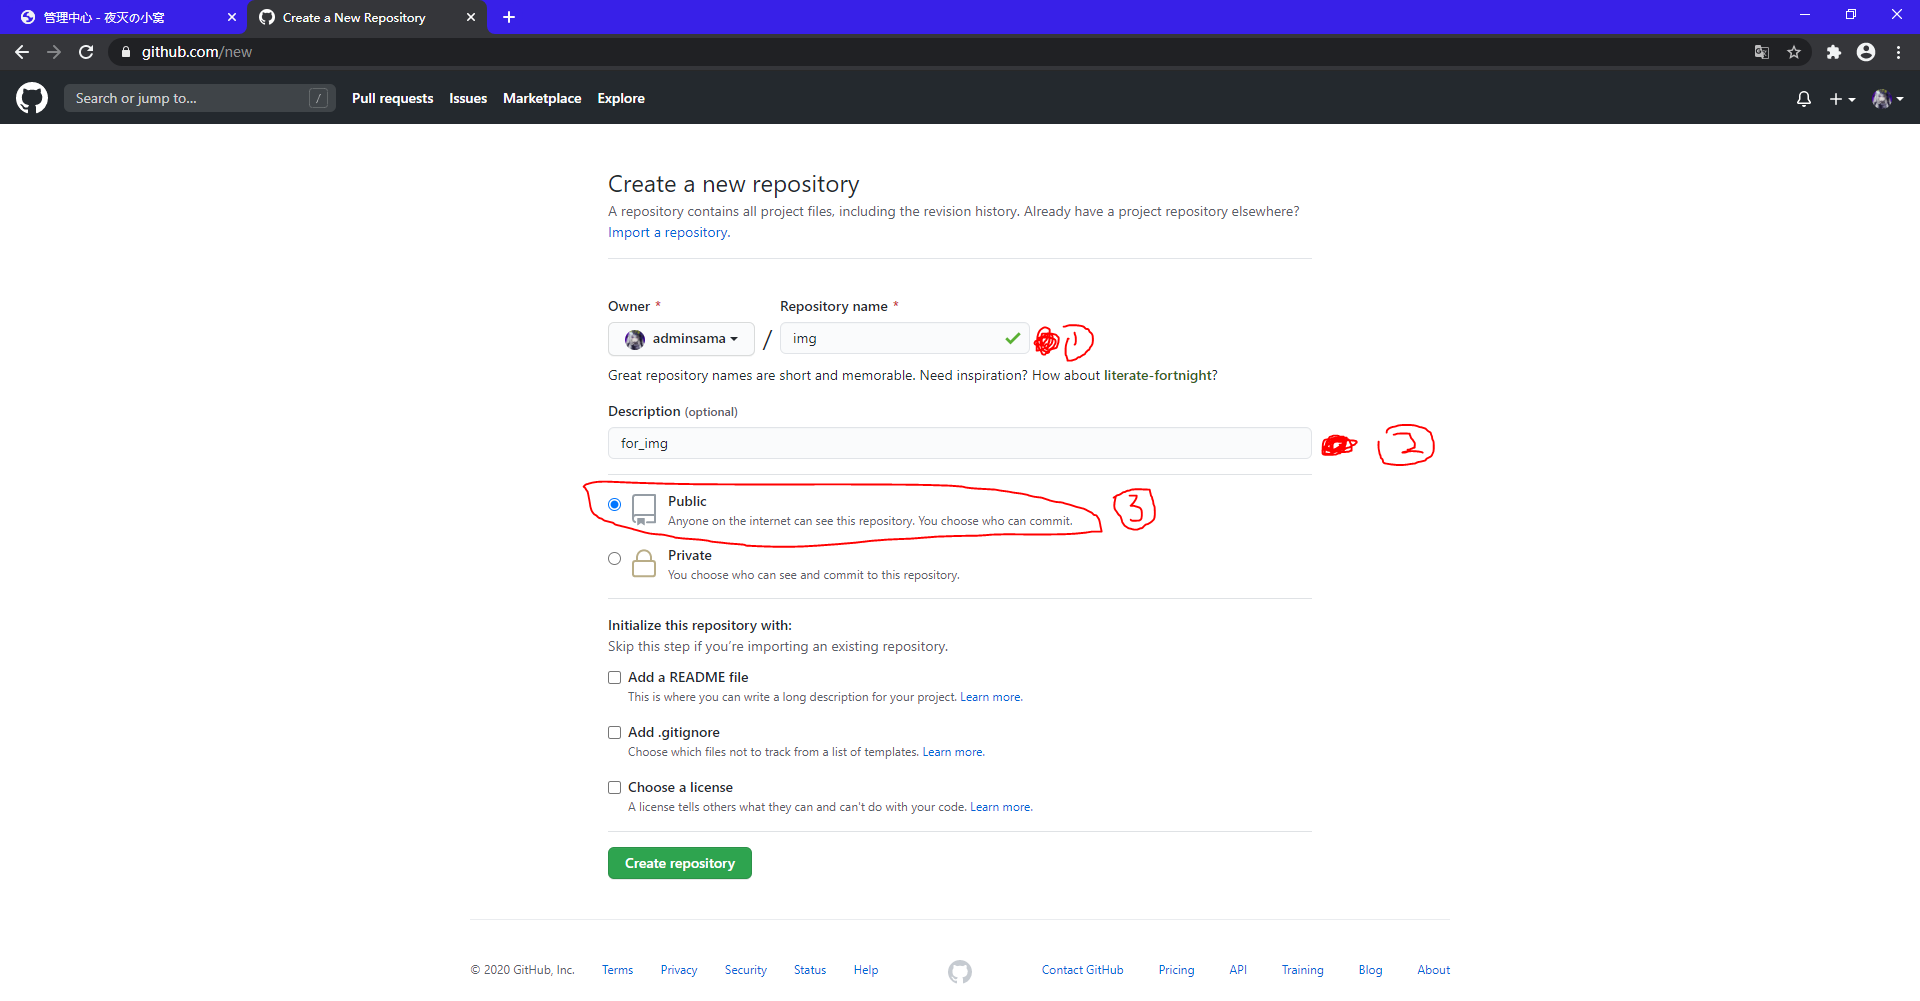 管理中心 - 夜灭の小窝
Create a New Repository
github.com/new
Search or jump to... /
Pull requests Issues Marketplace Explore
Create a new repository
A repository contains all project files, including the revision history. Already have a project repository elsewhere?
Import a repository.
Owner * Repository name *
adminsama / img 1
Great repository names are short and memorable. Need inspiration? How about literate-fortnight?
Description (optional)
for_img 2
Public
Anyone on the internet can see this repository. You choose who can commit. 3
Private
You choose who can see and commit to this repository.
Initialize this repository with:
Skip this step if you're importing an existing repository.
Add a README file
This is where you can write a long description for your project. Learn more.
Add .gitignore
Choose which files not to track from a list of templates. Learn more.
Choose a license
A license tells others what they can and can't do with your code. Learn more.
Create repository
© 2020 GitHub, Inc. Terms Privacy Security Status Help Contact GitHub Pricing API Training Blog About